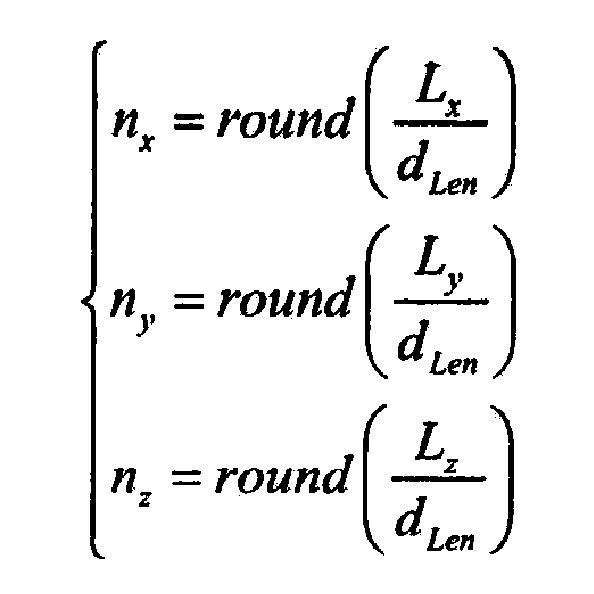 n_x = round(L_x / d_Len)
n_y = round(L_y / d_Len)
n_z = round(L_z / d_Len)